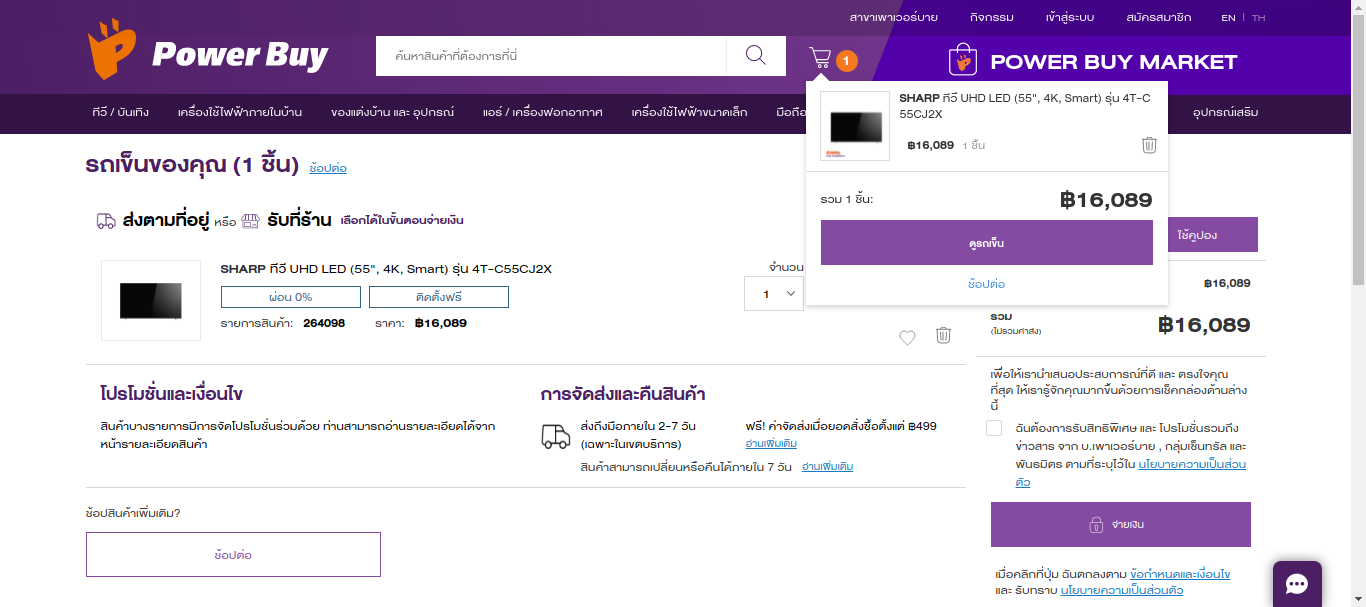 สาขาเพาเวอร์บาย กิจกรรม เข้าสู่ระบบ สมัครสมาชิก EN | TH
Power Buy
ค้นหาสินค้าที่ต้องการที่นี่
1
POWER BUY MARKET
ทีวี / บันเทิง เครื่องใช้ไฟฟ้าภายในบ้าน ของแต่งบ้าน และ อุปกรณ์ แอร์ / เครื่องฟอกอากาศ เครื่องใช้ไฟฟ้าขนาดเล็ก มือถือ อุปกรณ์เสริม
SHARP ทีวี UHD LED (55", 4K, Smart) รุ่น 4T-C
55CJ2X
฿16,089 1 ชิ้น
รวม 1 ชิ้น: ฿16,089
ดูรถเข็น
ช้อปต่อ
รถเข็นของคุณ (1 ชิ้น) ช้อปต่อ
ส่งตามที่อยู่ หรือ รับที่ร้าน เลือกได้ในขั้นตอนจ่ายเงิน
SHARP ทีวี UHD LED (55", 4K, Smart) รุ่น 4T-C55CJ2X
ผ่อน 0% ติดตั้งฟรี
รายการสินค้า: 264098 ราคา: ฿16,089
จำนวน
1
ใช้คูปอง
฿16,089
รวม
(ไม่รวมค่าส่ง)
฿16,089
โปรโมชั่นและเงื่อนไข
สินค้าบางรายการมีการจัดโปรโมชั่นร่วมด้วย ท่านสามารถอ่านรายละเอียดได้จาก
หน้ารายละเอียดสินค้า
การจัดส่งและคืนสินค้า
ส่งถึงมือภายใน 2-7 วัน
(เฉพาะในเขตบริการ)
ฟรี! ค่าจัดส่งเมื่อยอดสั่งซื้อตั้งแต่ ฿499
อ่านเพิ่มเติม
สินค้าสามารถเปลี่ยนหรือคืนได้ภายใน 7 วัน อ่านเพิ่มเติม
ช้อปสินค้าเพิ่มเติม?
ช้อปต่อ
เพื่อให้เรานำเสนอประสบการณ์ที่ดี และ ตรงใจคุณ
ที่สุด ให้เรารู้จักคุณมากขึ้นด้วยการเช็คกล่องด้านล่าง
นี้
ฉันต้องการรับสิทธิพิเศษ และ โปรโมชั่นรวมถึง
ข่าวสาร จาก บ.เพาเวอร์บาย , กลุ่มเซ็นทรัล และ
พันธมิตร ตามที่ระบุไว้ใน นโยบายความเป็นส่วน
ตัว
จ่ายเงิน
เมื่อคลิกที่ปุ่ม ฉันตกลงตาม ข้อกำหนดและเงื่อนไข
และ รับทราบ นโยบายความเป็นส่วนตัว